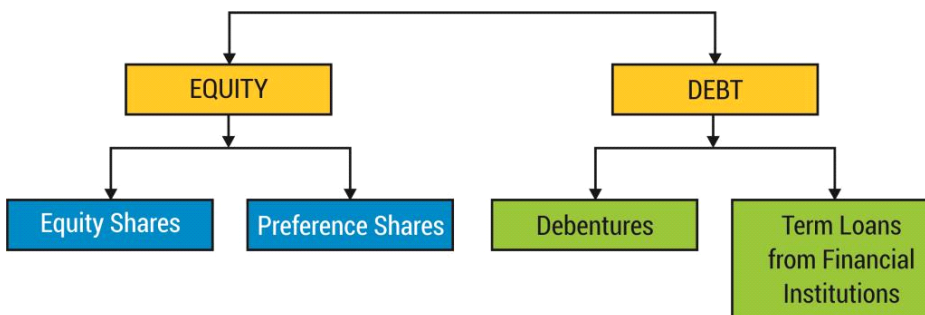 EQUITY
DEBT
Equity Shares
Preference Shares
Debentures
Term Loans
from Financial
Institutions